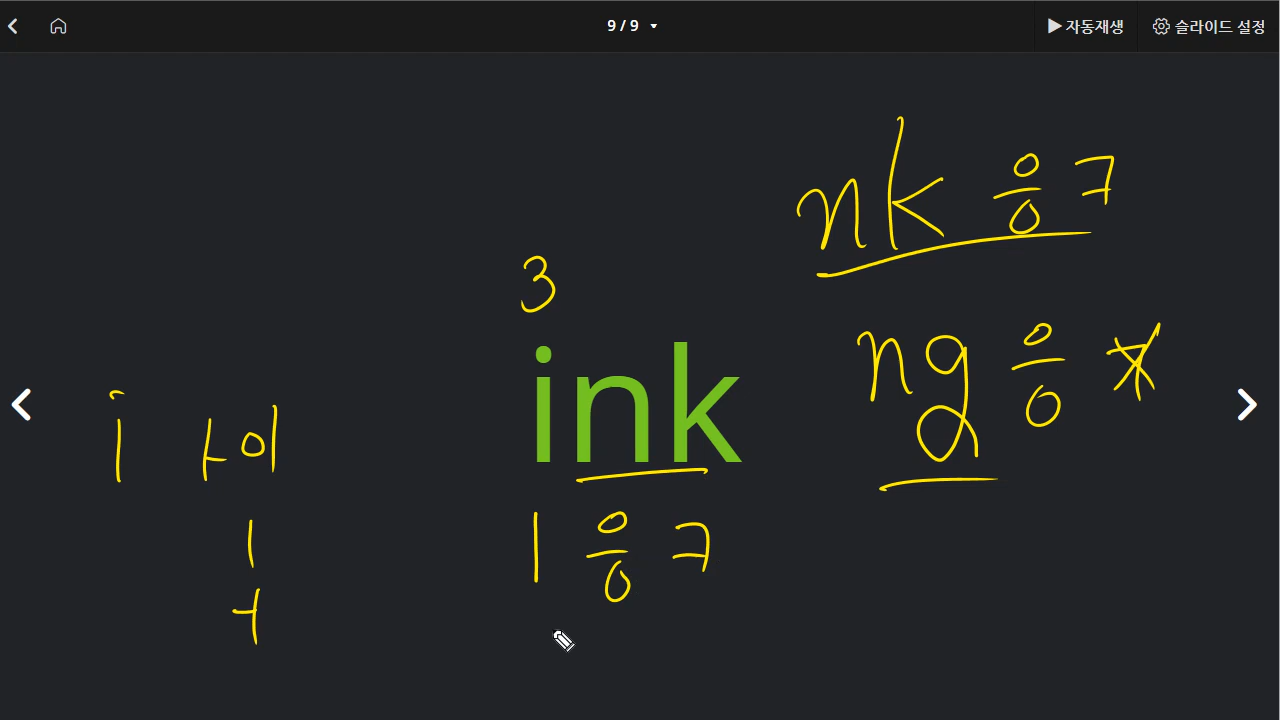 9 / 9
자동재생
슬라이드 설정
nk 응 ㅋ
3
ng 응
ink
i ㅏㅇㅣ
ㅣ 응 ㅋ
ㅣ
ㅓ